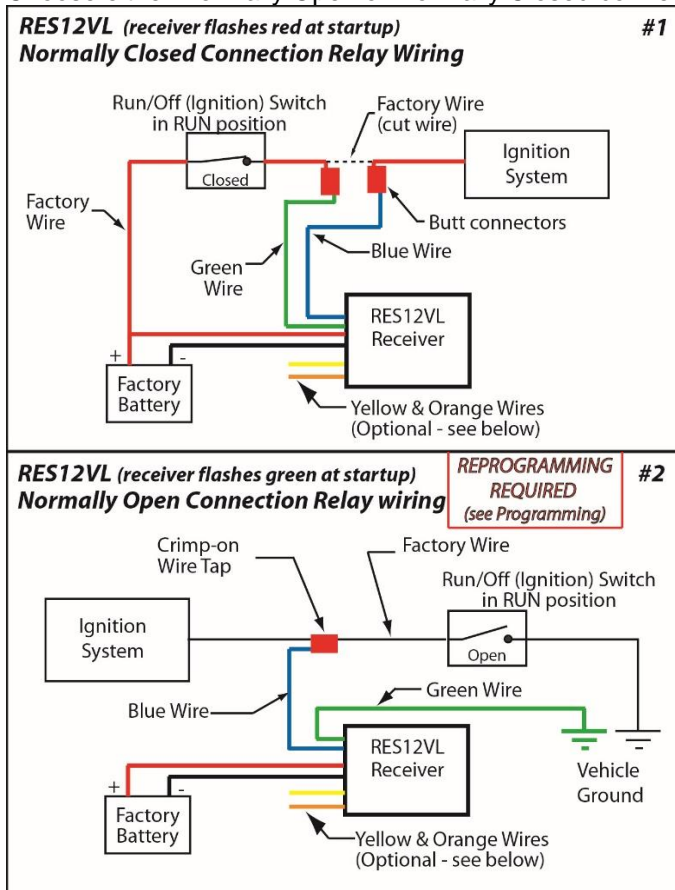 RES12VL (receiver flashes red at startup) #1
Normally Closed Connection Relay Wiring
Run/Off (Ignition) Switch
in RUN position
Factory Wire
(cut wire)
Closed
Ignition
System
Factory
Wire
Butt connectors
Green
Wire
Blue Wire
RES12VL
Receiver
+
-
Factory
Battery
Yellow & Orange Wires
(Optional - see below)
RES12VL (receiver flashes green at startup) #2
Normally Open Connection Relay wiring
REPROGRAMMING
REQUIRED
(see Programming)
Crimp-on
Wire Tap
Factory Wire
Run/Off (Ignition) Switch
in RUN position
Ignition
System
Open
Blue Wire
Green Wire
RES12VL
Receiver
Vehicle
Ground
+
-
Factory
Battery
Yellow & Orange Wires
(Optional - see below)